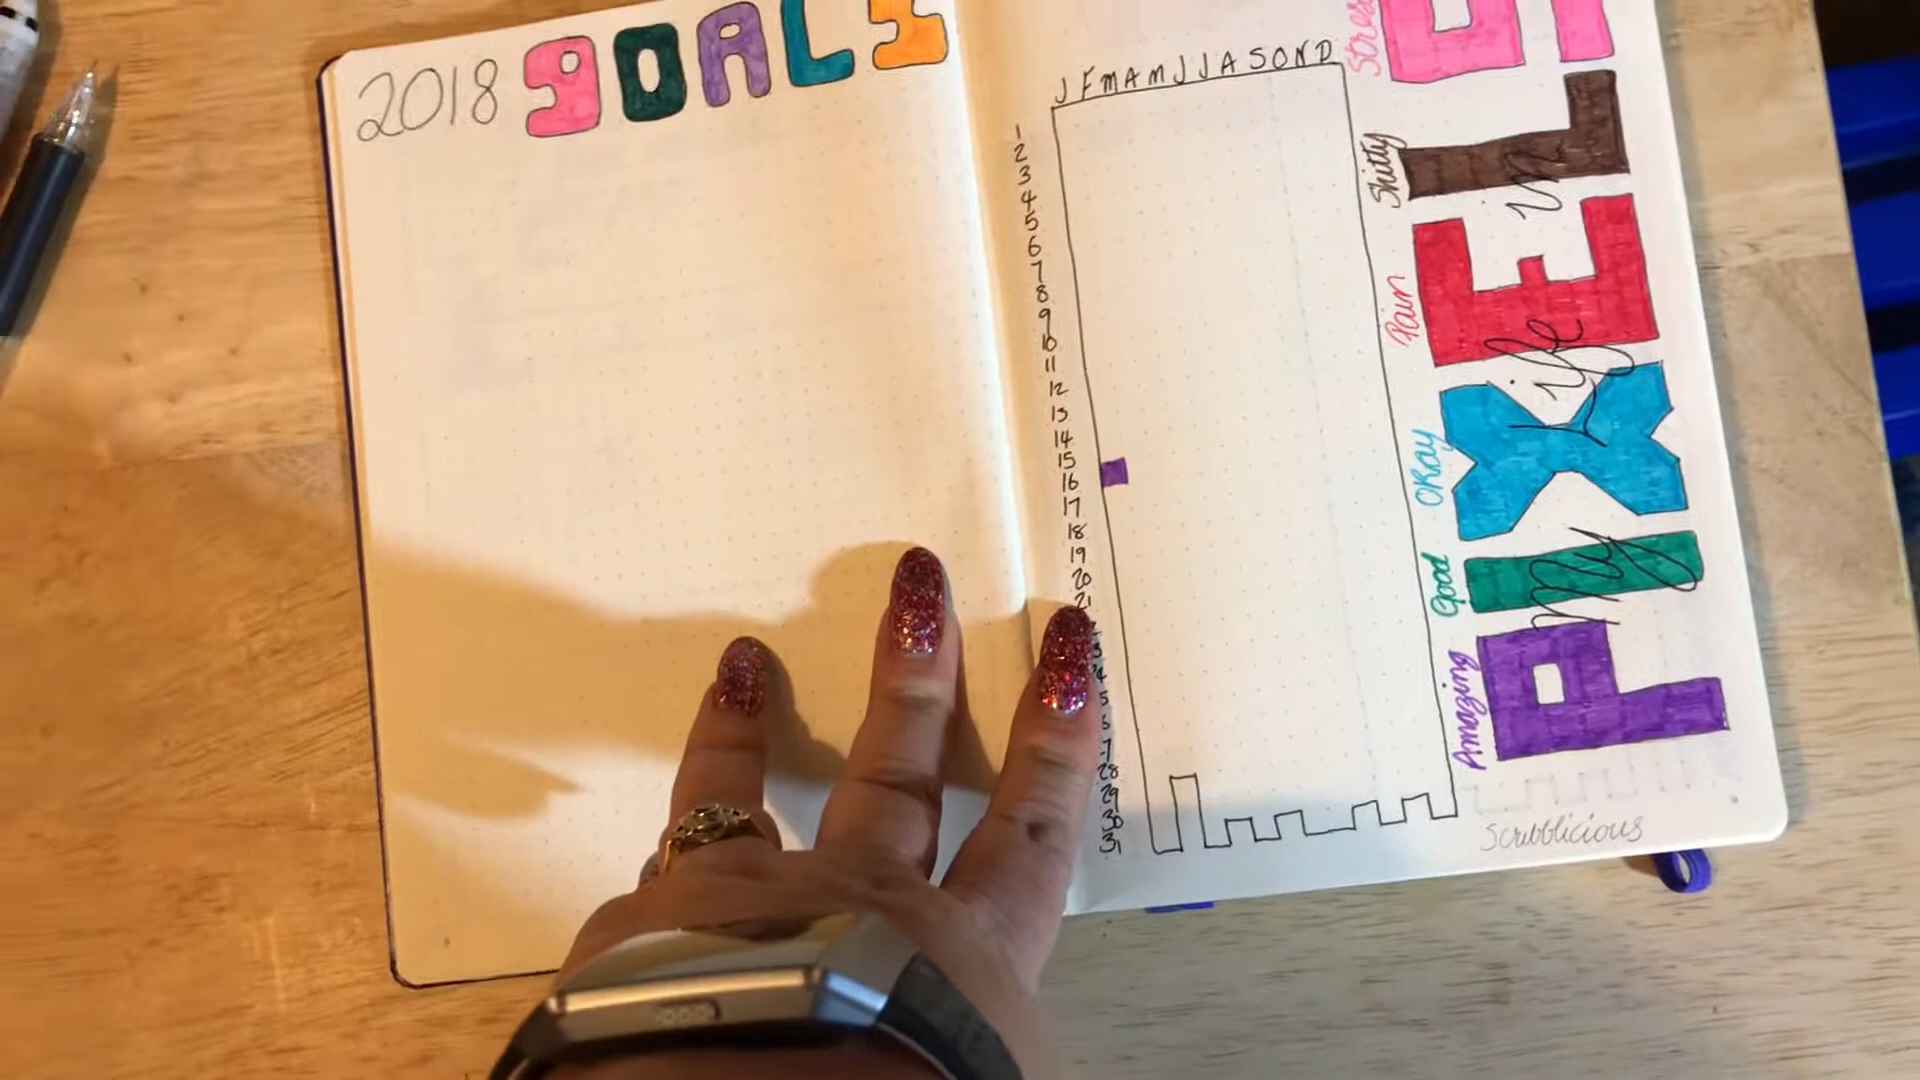 2018 GOALS
J F M A M J J A S O N D
1
2
3
4
5
6
7
8
9
10
11
12
13
14
15
16
17
18
19
20
21
28
29
30
31
Amazing
Good
Okay
Pain
Shitty
Stres
PIXELS
my life in
Scribblicious